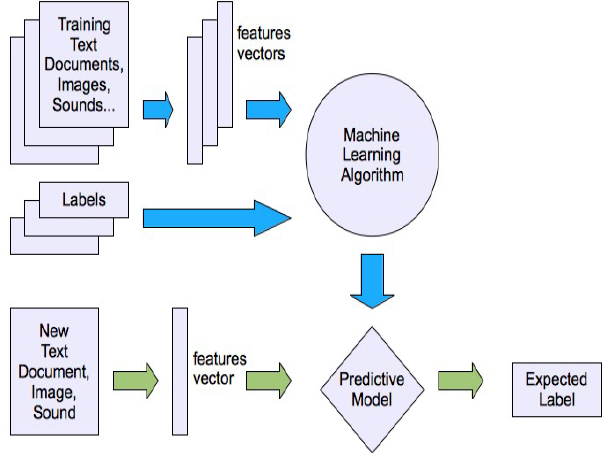 Training
Text
Documents,
Images,
Sounds...
features
vectors
Machine
Learning
Algorithm
Labels
New
Text
Document,
Image,
Sound
features
vector
Predictive
Model
Expected
Label